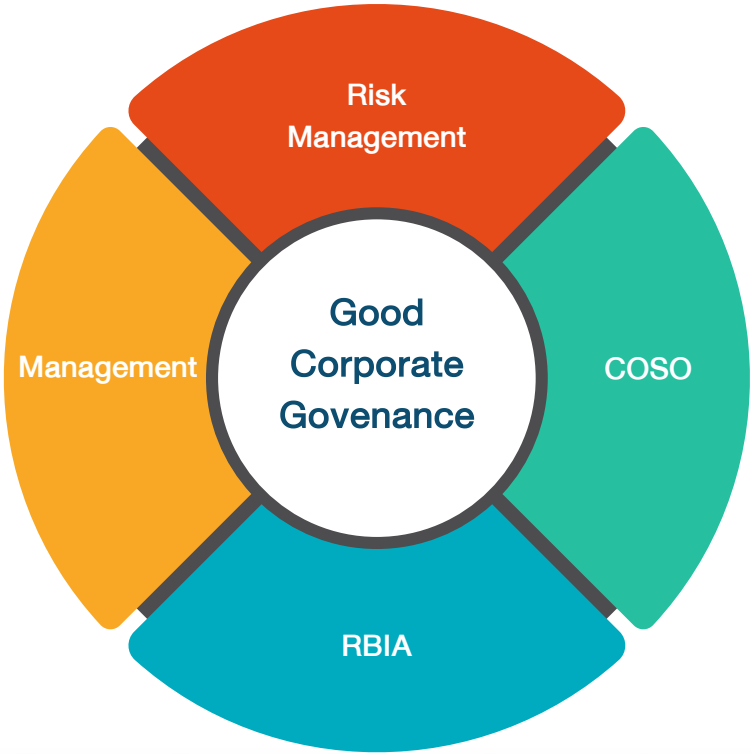 Risk
Management
Good
Corporate
Govenance
Management
COSO
RBIA